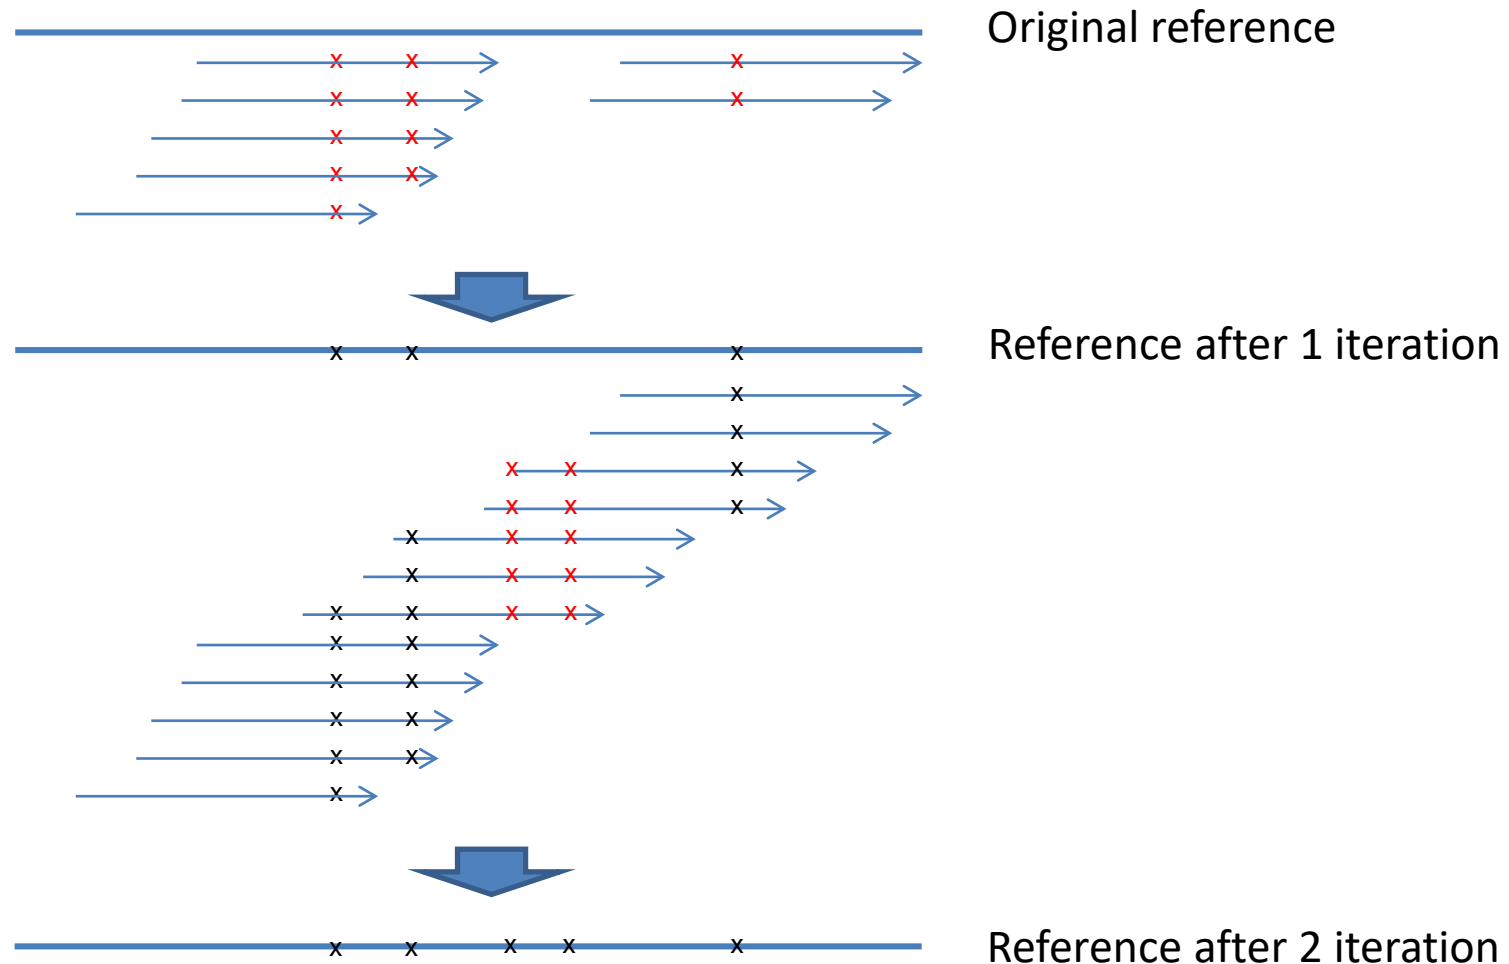 Original reference
x x x
x x x
x x
x x
x
Reference after 1 iteration
x x x
x
x
x x x
x x x
x x x
x x x
x x x x
x x
x x
x x
x x
x
Reference after 2 iteration
x x x x x